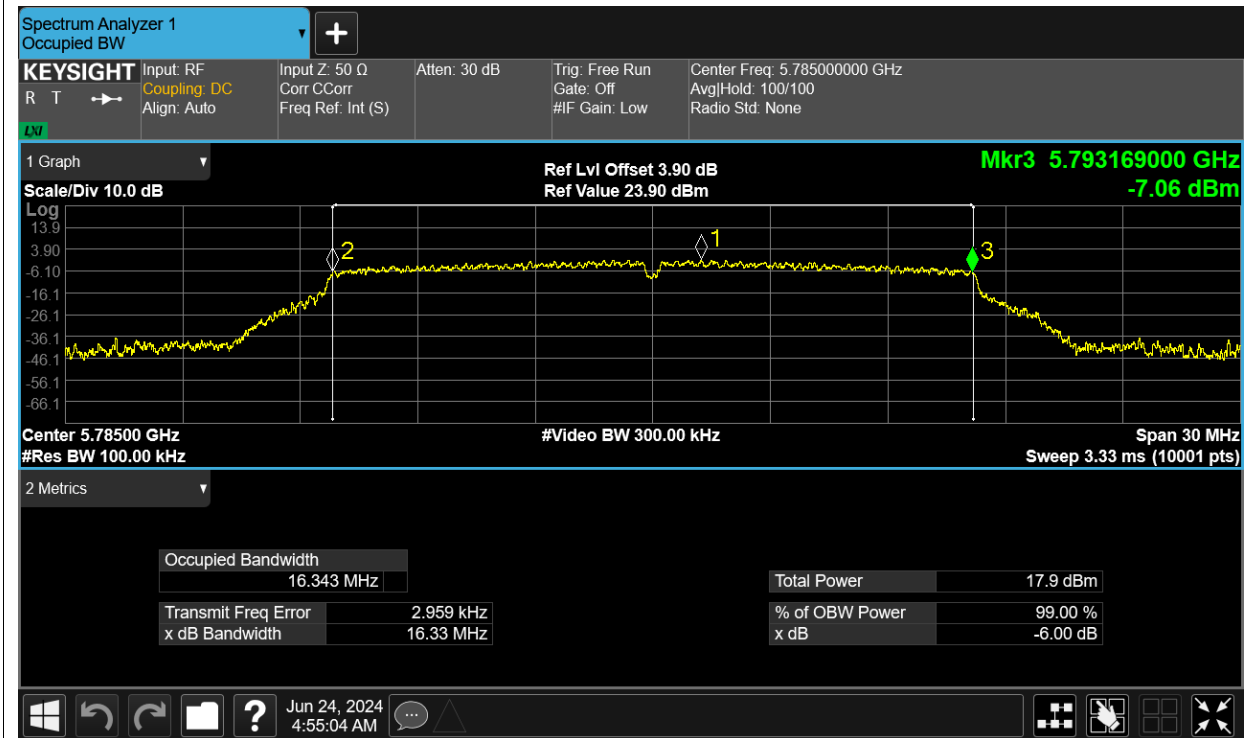 Spectrum Analyzer 1
Occupied BW
KEYSIGHT
R T
LXI
Input: RF
Coupling: DC
Align: Auto
Input Z: 50 Ω
Corr CCorr
Freq Ref: Int (S)
Atten: 30 dB
Trig: Free Run
Gate: Off
#IF Gain: Low
Center Freq: 5.785000000 GHz
Avg|Hold: 100/100
Radio Std: None
1 Graph
Scale/Div 10.0 dB
Ref Lvl Offset 3.90 dB
Ref Value 23.90 dBm
Mkr3 5.793169000 GHz
-7.06 dBm
Log
13.9
3.90
-6.10
-16.1
-26.1
-36.1
-46.1
-56.1
-66.1
2
1
3
Center 5.78500 GHz
#Res BW 100.00 kHz
#Video BW 300.00 kHz
Span 30 MHz
Sweep 3.33 ms (10001 pts)
2 Metrics
Occupied Bandwidth
16.343 MHz
Transmit Freq Error 2.959 kHz
x dB Bandwidth 16.33 MHz
Total Power 17.9 dBm
% of OBW Power 99.00 %
x dB -6.00 dB
?
Jun 24, 2024
4:55:04 AM